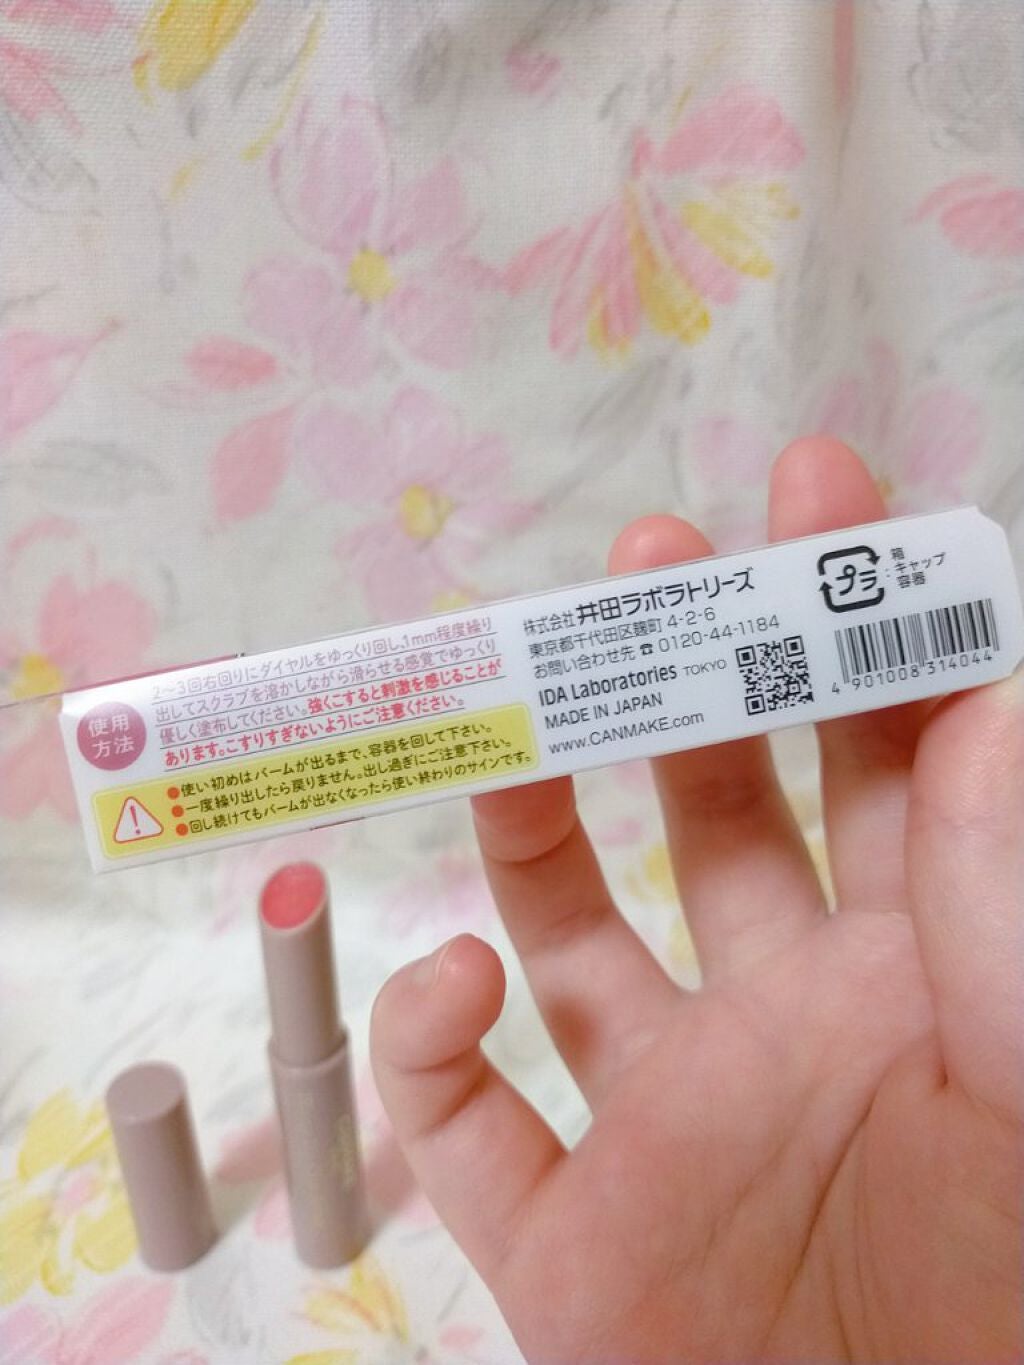 使用
方法
2〜3回右回りにダイヤルをゆっくり回し、1mm程度繰り
出してスクラブを溶かしながら滑らせる感覚でゆっくり
優しく塗布してください。強くこすると刺激を感じることが
あります。こすりすぎないようにご注意ください。
●使い初めはバームが出るまで、容器を回して下さい。
●一度繰り出したら戻りません。出し過ぎにご注意下さい。
●回し続けてもバームが出なくなったら使い終わりのサインです。
株式会社 井田ラボラトリーズ
東京都千代田区麹町 4-2-6
お問い合わせ先 ☎ 0120-44-1184
IDA Laboratories TOKYO
MADE IN JAPAN
www.CANMAKE.com
プラ
: 箱
キャップ
容器
4 901008 314044